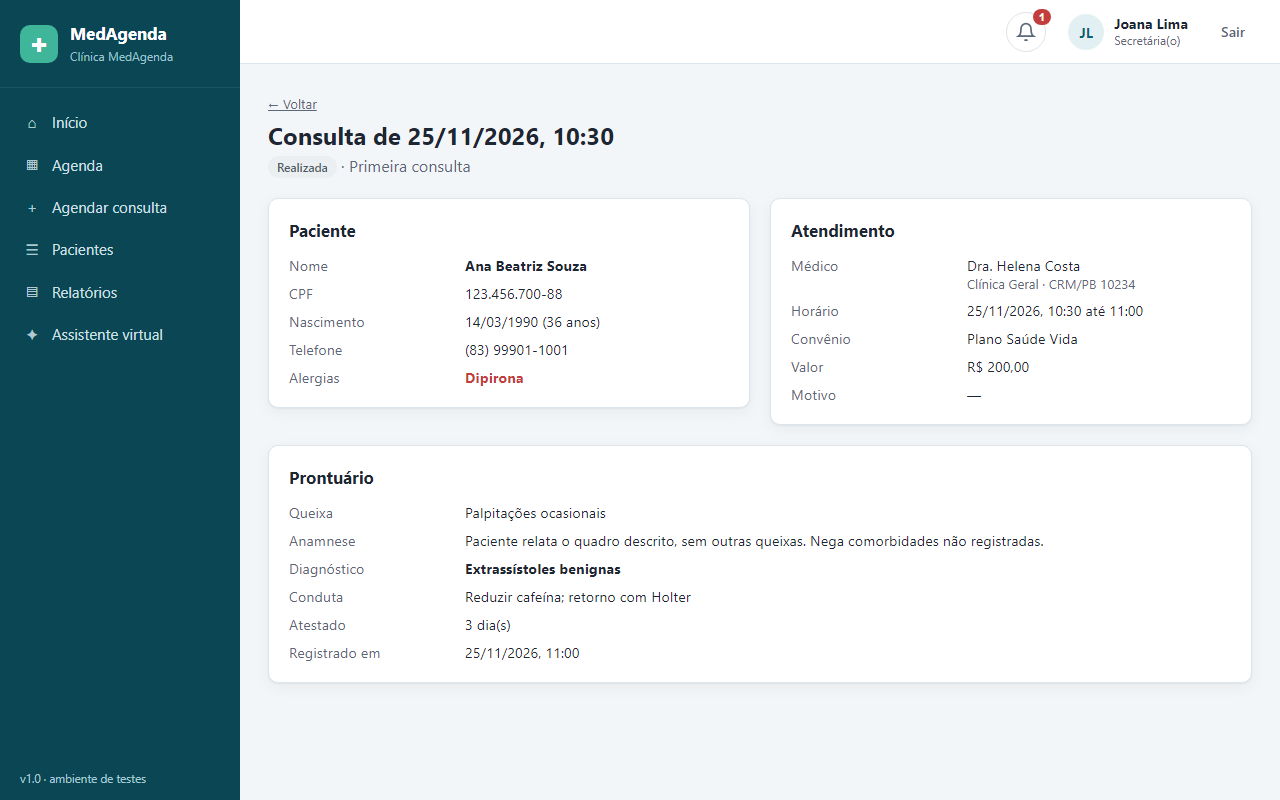 MedAgenda
Clínica MedAgenda
Início
Agenda
Agendar consulta
Pacientes
Relatórios
Assistente virtual
v1.0 · ambiente de testes
1
JL
Joana Lima
Secretária(o)
Sair
← Voltar
Consulta de 25/11/2026, 10:30
Realizada · Primeira consulta
Paciente
Nome Ana Beatriz Souza
CPF 123.456.700-88
Nascimento 14/03/1990 (36 anos)
Telefone (83) 99901-1001
Alergias Dipirona
Atendimento
Médico Dra. Helena Costa
Clínica Geral · CRM/PB 10234
Horário 25/11/2026, 10:30 até 11:00
Convênio Plano Saúde Vida
Valor R$ 200,00
Motivo —
Prontuário
Queixa Palpitações ocasionais
Anamnese Paciente relata o quadro descrito, sem outras queixas. Nega comorbidades não registradas.
Diagnóstico Extrassístoles benignas
Conduta Reduzir cafeína; retorno com Holter
Atestado 3 dia(s)
Registrado em 25/11/2026, 11:00